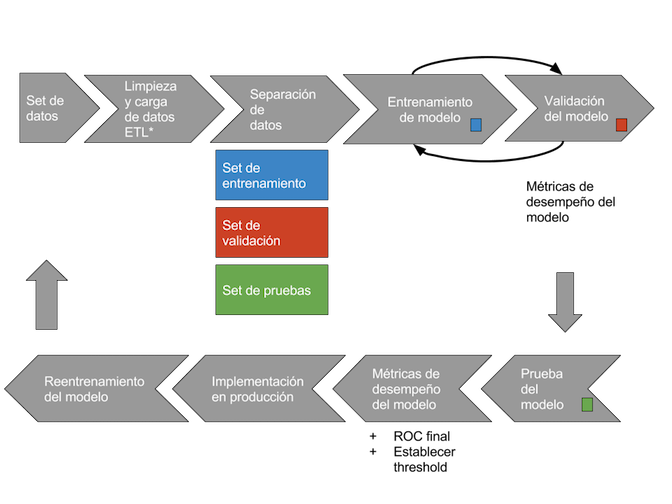 Set de
datos
Limpieza
y carga
de datos
ETL*
Separación
de
datos
Entrenamiento
de modelo
Validación
del modelo
Set de
entrenamiento
Set de
validación
Set de pruebas
Métricas de
desempeño del
modelo
Reentrenamiento
del modelo
Implementación
en producción
Métricas de
desempeño
del modelo
Prueba
del
modelo
+ ROC final
+ Establecer
threshold